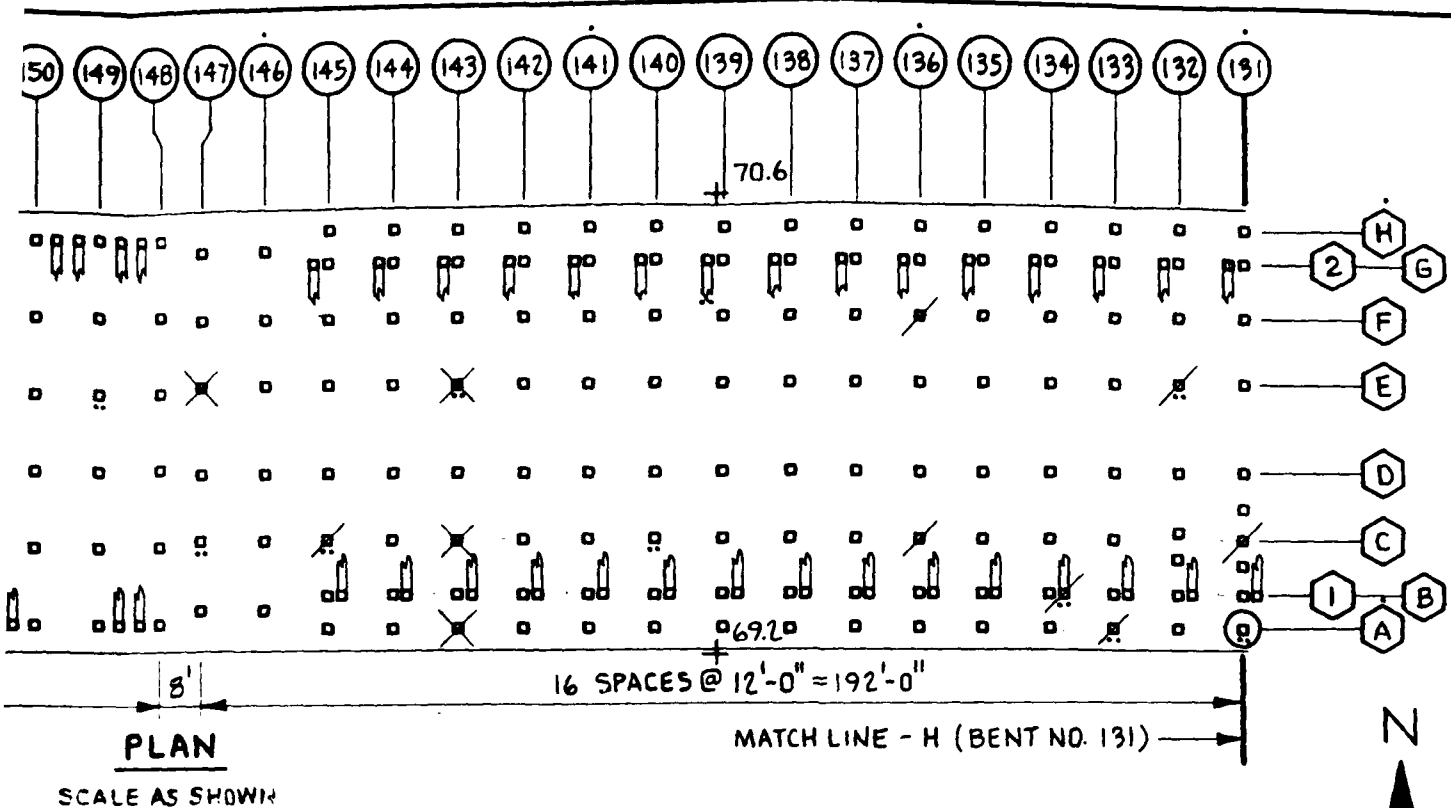 150 149 148 147 146 145 144 143 142 141 140 139 138 137 136 135 134 133 132 131
70.6
H
2 G
F
E
D
C
1 B
A
69.2
8'
16 SPACES @ 12'-0" = 192'-0"
MATCH LINE - H (BENT NO. 131)
N
PLAN
SCALE AS SHOWN